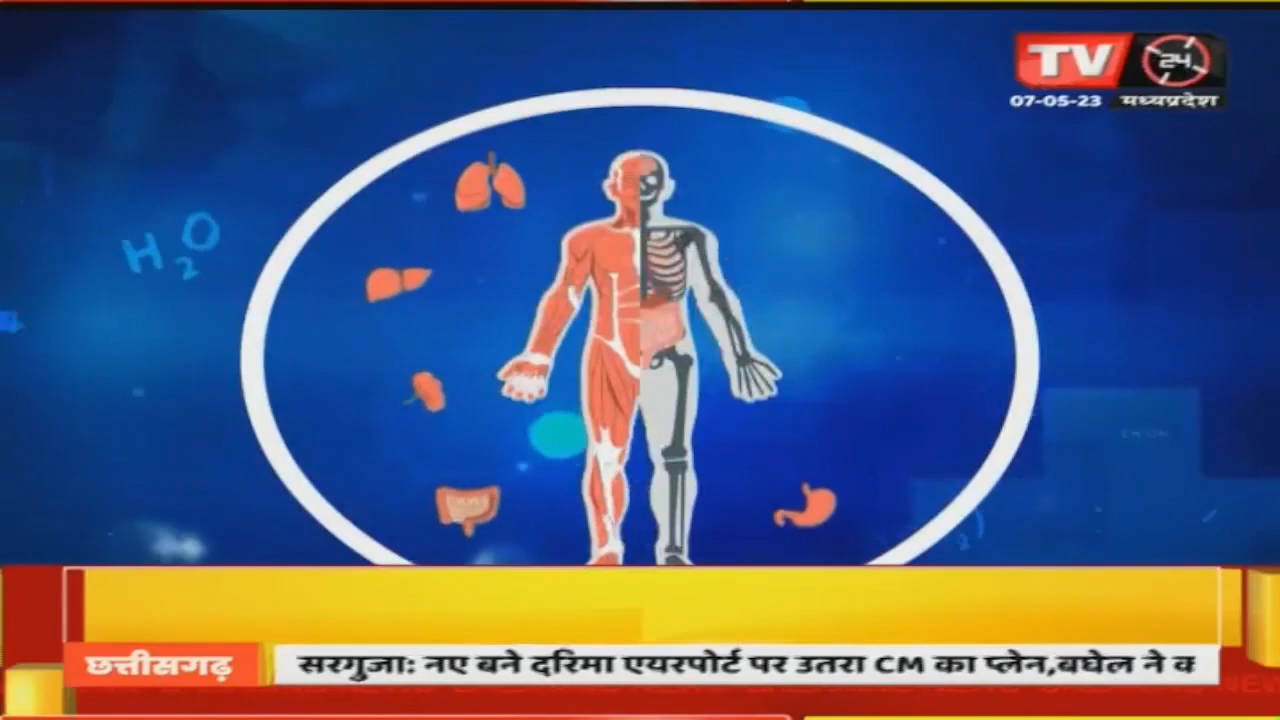 TV 24
07-05-23 मध्यप्रदेश
H2O
छत्तीसगढ़
सरगुजा: नए बने दरिमा एयरपोर्ट पर उतरा CM का प्लेन,बघेल ने क